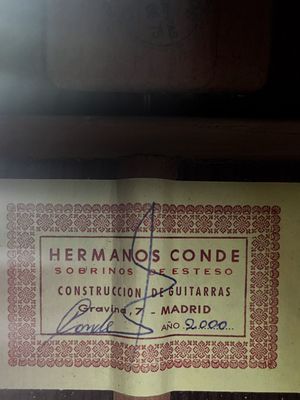 HERMANOS CONDE
SOBRINOS DE ESTESO
CONSTRUCCION DE GUITARRAS
Gravina, 7 - MADRID
Conde
AÑO 2.000